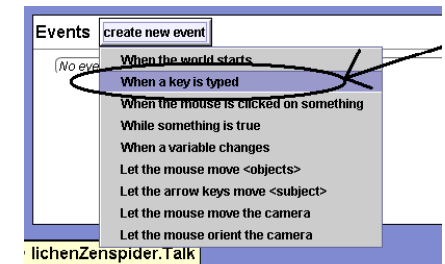 Events create new event
(No eve
When the world starts
When a key is typed
When the mouse is clicked on something
While something is true
When a variable changes
Let the mouse move <objects>
Let the arrow keys move <subject>
Let the mouse move the camera
Let the mouse orient the camera
lichenZenspider.Talk